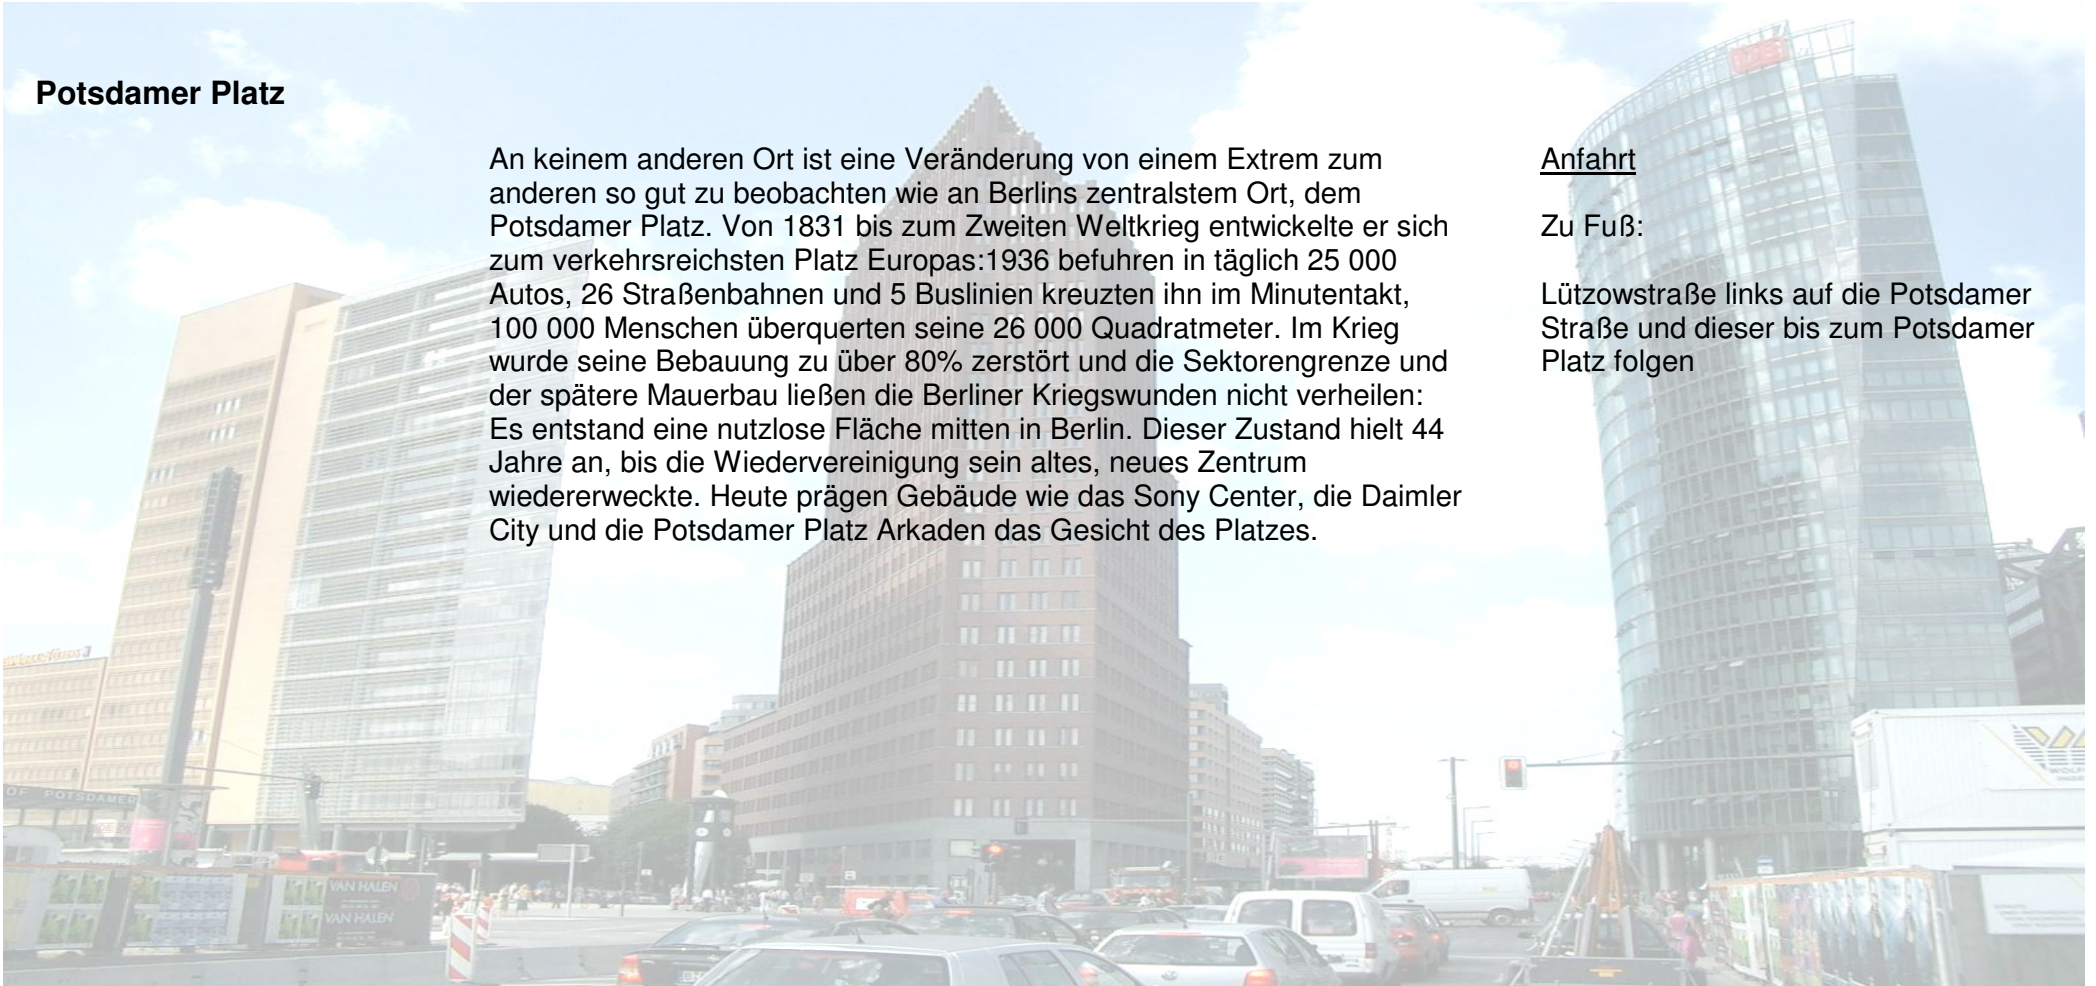 Potsdamer Platz
An keinem anderen Ort ist eine Veränderung von einem Extrem zum
anderen so gut zu beobachten wie an Berlins zentralstem Ort, dem
Potsdamer Platz. Von 1831 bis zum Zweiten Weltkrieg entwickelte er sich
zum verkehrsreichsten Platz Europas:1936 befuhren in täglich 25 000
Autos, 26 Straßenbahnen und 5 Buslinien kreuzten ihn im Minutentakt,
100 000 Menschen überquerten seine 26 000 Quadratmeter. Im Krieg
wurde seine Bebauung zu über 80% zerstört und die Sektorengrenze und
der spätere Mauerbau ließen die Berliner Kriegswunden nicht verheilen:
Es entstand eine nutzlose Fläche mitten in Berlin. Dieser Zustand hielt 44
Jahre an, bis die Wiedervereinigung sein altes, neues Zentrum
wiedererweckte. Heute prägen Gebäude wie das Sony Center, die Daimler
City und die Potsdamer Platz Arkaden das Gesicht des Platzes.
Anfahrt
Zu Fuß:
Lützowstraße links auf die Potsdamer
Straße und dieser bis zum Potsdamer
Platz folgen
DB
OF POTSDAMER
VAN HALEN
VAN HALEN